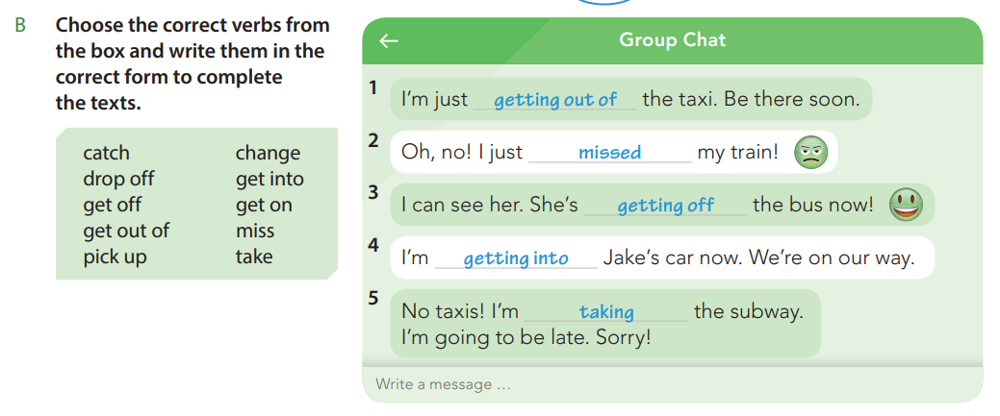 B Choose the correct verbs from
the box and write them in the
correct form to complete
the texts.
catch change
drop off get into
get off get on
get out of miss
pick up take
← Group Chat
1 I'm just getting out of the taxi. Be there soon.
2 Oh, no! I just missed my train!
3 I can see her. She's getting off the bus now!
4 I'm getting into Jake's car now. We're on our way.
5 No taxis! I'm taking the subway.
I'm going to be late. Sorry!
Write a message ...